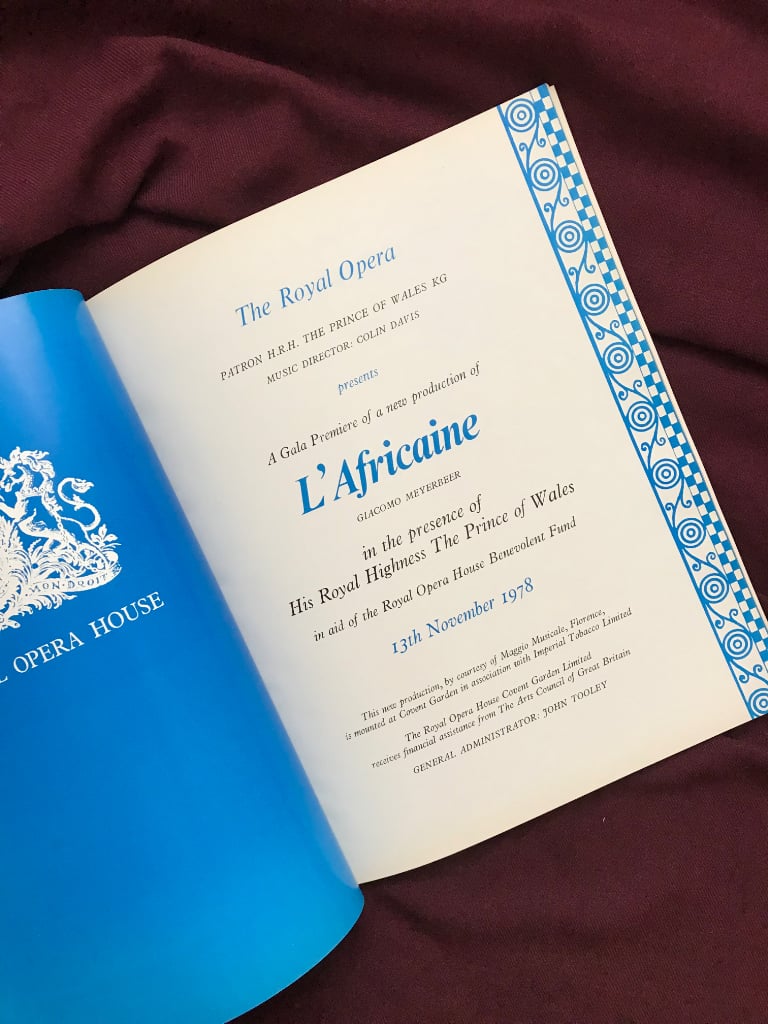 MON·DROIT
OPERA HOUSE
The Royal Opera
PATRON H.R.H. THE PRINCE OF WALES KG
MUSIC DIRECTOR: COLIN DAVIS
presents
A Gala Premiere of a new production of
L'Africaine
GIACOMO MEYERBEER
in the presence of
His Royal Highness The Prince of Wales
in aid of the Royal Opera House Benevolent Fund
13th November 1978
This new production, by courtesy of Maggio Musicale, Florence,
is mounted at Covent Garden in association with Imperial Tobacco Limited
The Royal Opera House Covent Garden Limited
receives financial assistance from The Arts Council of Great Britain
GENERAL ADMINISTRATOR: JOHN TOOLEY